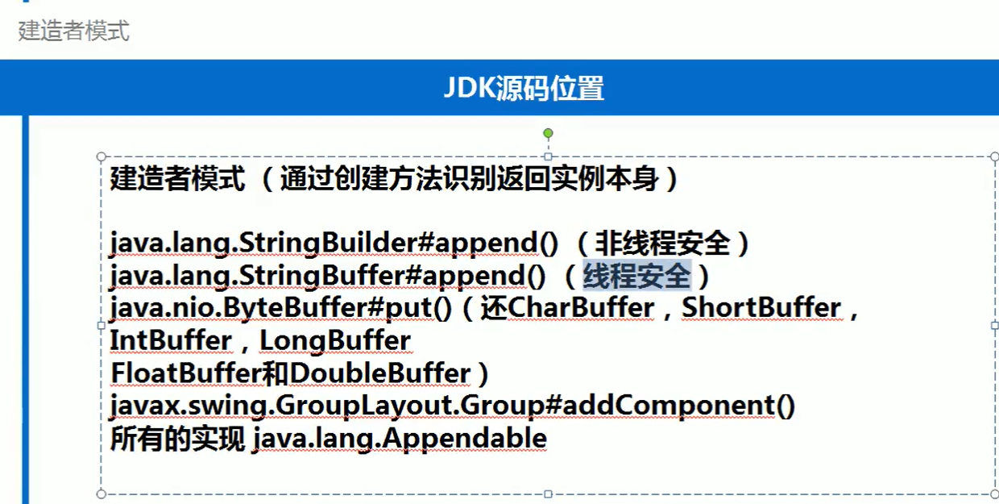 建造者模式
JDK源码位置
建造者模式 （通过创建方法识别返回实例本身）
java.lang.StringBuilder#append() （非线程安全）
java.lang.StringBuffer#append() （线程安全）
java.nio.ByteBuffer#put()（还CharBuffer，ShortBuffer，
IntBuffer，LongBuffer
FloatBuffer和DoubleBuffer）
javax.swing.GroupLayout.Group#addComponent()
所有的实现 java.lang.Appendable